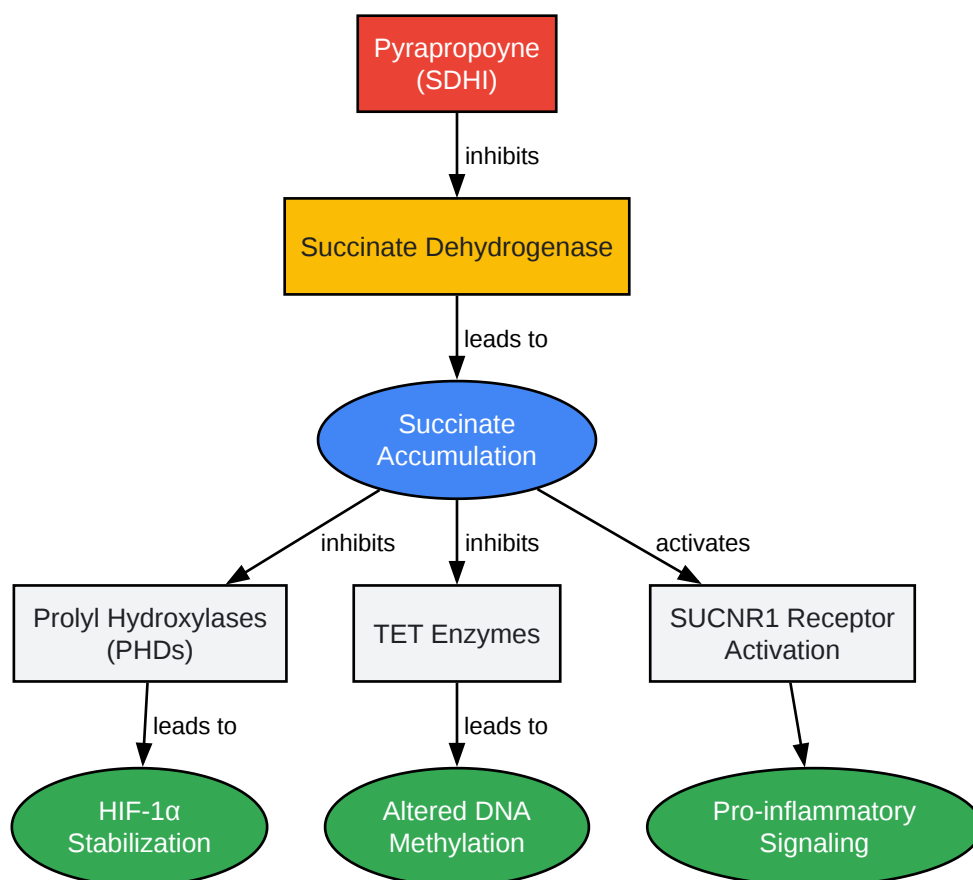 Pyrapropoyne
(SDHI)
inhibits
Succinate Dehydrogenase
leads to
Succinate
Accumulation
inhibits
inhibits
activates
Prolyl Hydroxylases
(PHDs)
TET Enzymes
SUCNR1 Receptor
Activation
leads to
leads to
HIF-1α
Stabilization
Altered DNA
Methylation
Pro-inflammatory
Signaling